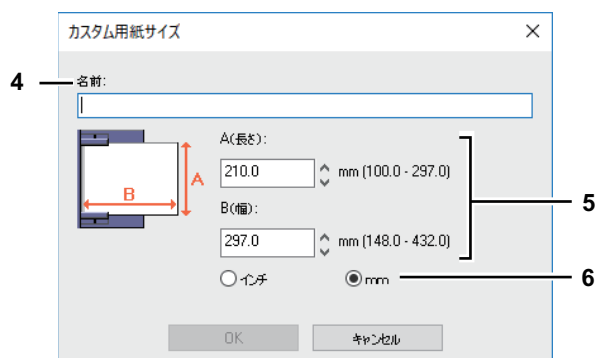 カスタム用紙サイズ
4
名前:
A(長さ):
210.0 mm (100.0 - 297.0)
A
B
5
B(幅):
297.0 mm (148.0 - 432.0)
インチ mm 6
OK キャンセル